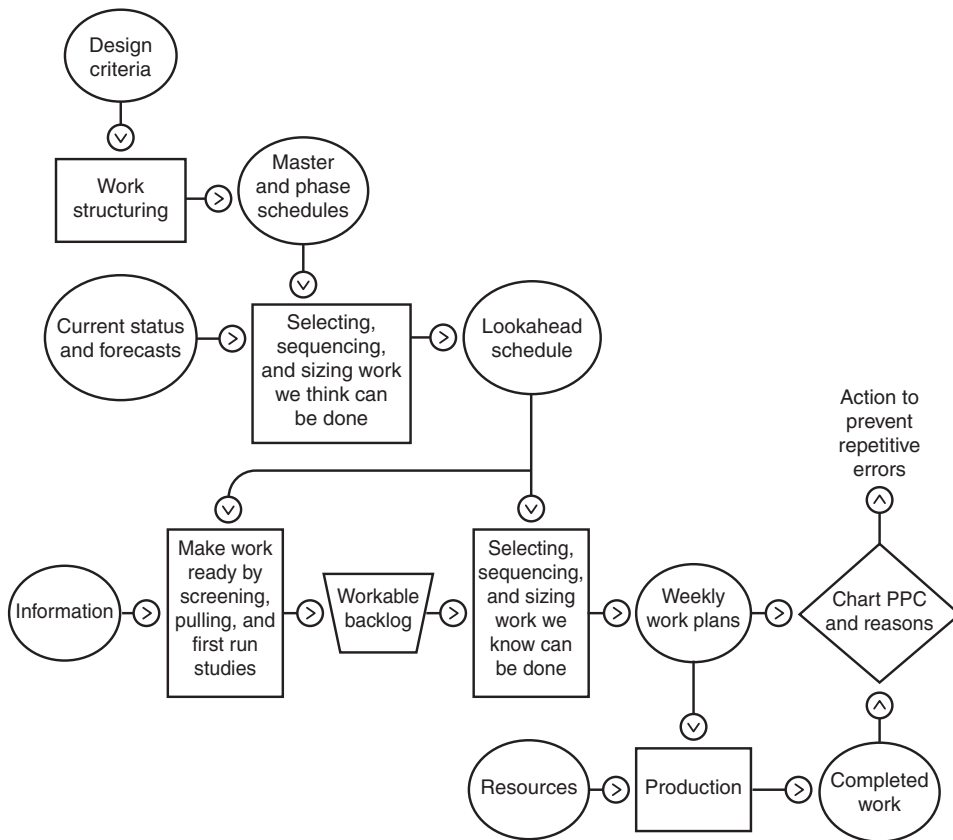 Design
criteria
Work
structuring
Master
and phase
schedules
Current status
and forecasts
Selecting,
sequencing,
and sizing work
we think can
be done
Lookahead
schedule
Action to
prevent
repetitive
errors
Information
Make work
ready by
screening,
pulling, and
first run
studies
Workable
backlog
Selecting,
sequencing,
and sizing
work we
know can
be done
Weekly
work plans
Chart PPC
and reasons
Resources
Production
Completed
work